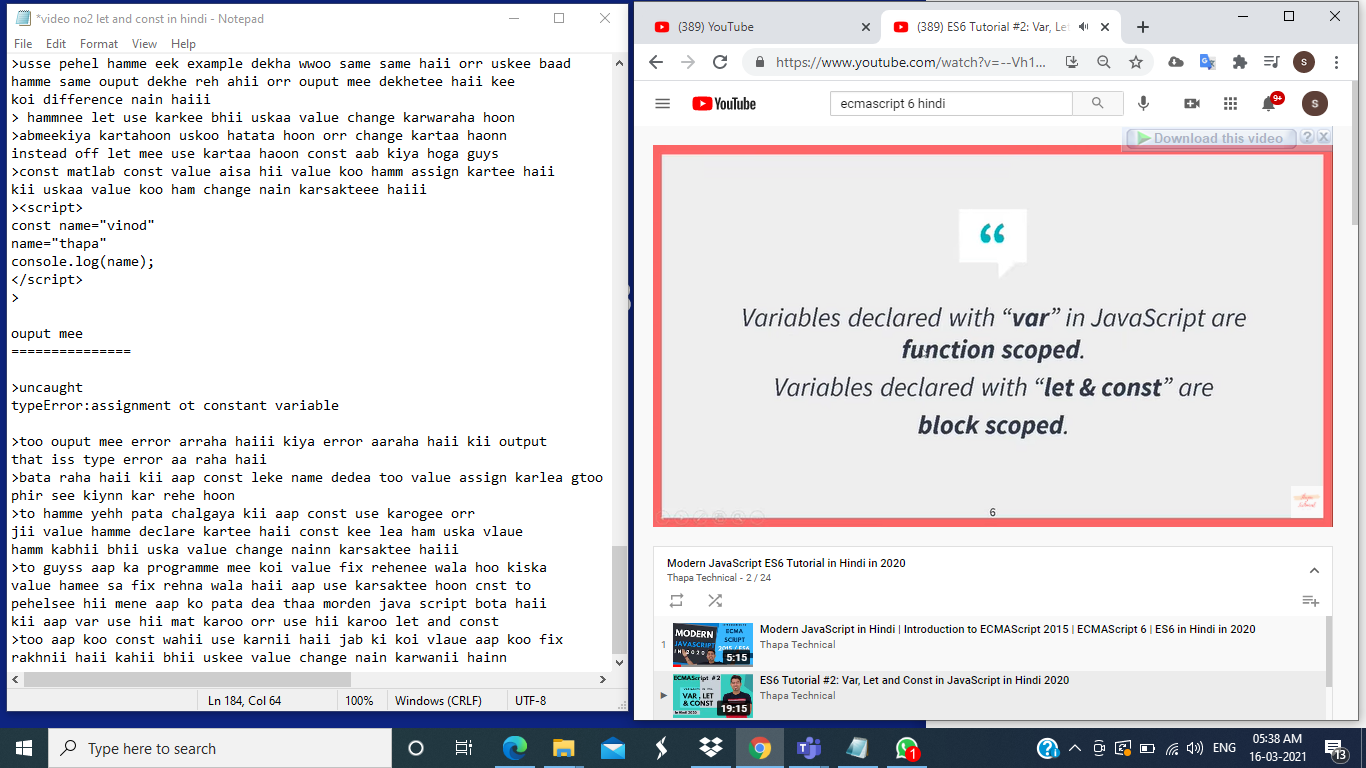 *video no2 let and const in hindi - Notepad
File Edit Format View Help
>usse pehel hamme eek example dekha wwoo same same haii orr uskee baad
hamme same ouput dekhe reh ahii orr ouput mee dekhetee haii kee
koi difference nain haiii
> hammnee let use karkee bhii uskaa value change karwaraha hoon
>abmeekiya kartahoon uskoo hatata hoon orr change kartaa haonn
instead off let mee use kartaa haoon const aab kiya hoga guys
>const matlab const value aisa hii value koo hamm assign kartee haii
kii uskaa value koo ham change nain karsakteee haiii
><script>
const name="vinod"
name="thapa"
console.log(name);
</script>
>
ouput mee
================
>uncaught
typeError:assignment ot constant variable
>too ouput mee error arraha haiii kiya error aaraha haii kii output
that iss type error aa raha haii
>bata raha haii kii aap const leke name dedea too value assign karlea gtoo
phir see kiynn kar rehe hoon
>to hamme yehh pata chalgaya kii aap const use karogee orr
jii value hamme declare kartee haii const kee lea ham uska vlaue
hamm kabhii bhii uska value change nainn karsaktee haiii
>to guyss aap ka programme mee koi value fix rehenee wala hoo kiska
value hamee sa fix rehna wala haii aap use karsaktee hoon cnst to
pehelsee hii mene aap ko pata dea thaa morden java script bota haii
kii aap var use hii mat karoo orr use hii karoo let and const
>too aap koo const wahii use karnii haii jab ki koi vlaue aap koo fix
rakhnii haii kahii bhii uskee value change nain karwanii hainn
Ln 184, Col 64 100% Windows (CRLF) UTF-8
(389) YouTube
(389) ES6 Tutorial #2: Var, Let
https://www.youtube.com/watch?v=--Vh1...
S
YouTube
ecmascript 6 hindi
9+
S
Download this video ? X
“
Variables declared with “var” in JavaScript are
function scoped.
Variables declared with “let & const” are
block scoped.
6
thapa
technical
Modern JavaScript ES6 Tutorial in Hindi in 2020
Thapa Technical - 2 / 24
1
MODERN
JAVASCRIPT
IN 2020
ECMA
SCRIPT
2015 / ES6
5:15
Modern JavaScript in Hindi | Introduction to ECMAScript 2015 | ECMAScript 6 | ES6 in Hindi in 2020
Thapa Technical
ECMAScript #2
VAR, LET
& CONST
In Hindi 2020
19:15
ES6 Tutorial #2: Var, Let and Const in JavaScript in Hindi 2020
Thapa Technical
Type here to search
1
ENG
05:38 AM
16-03-2021
13